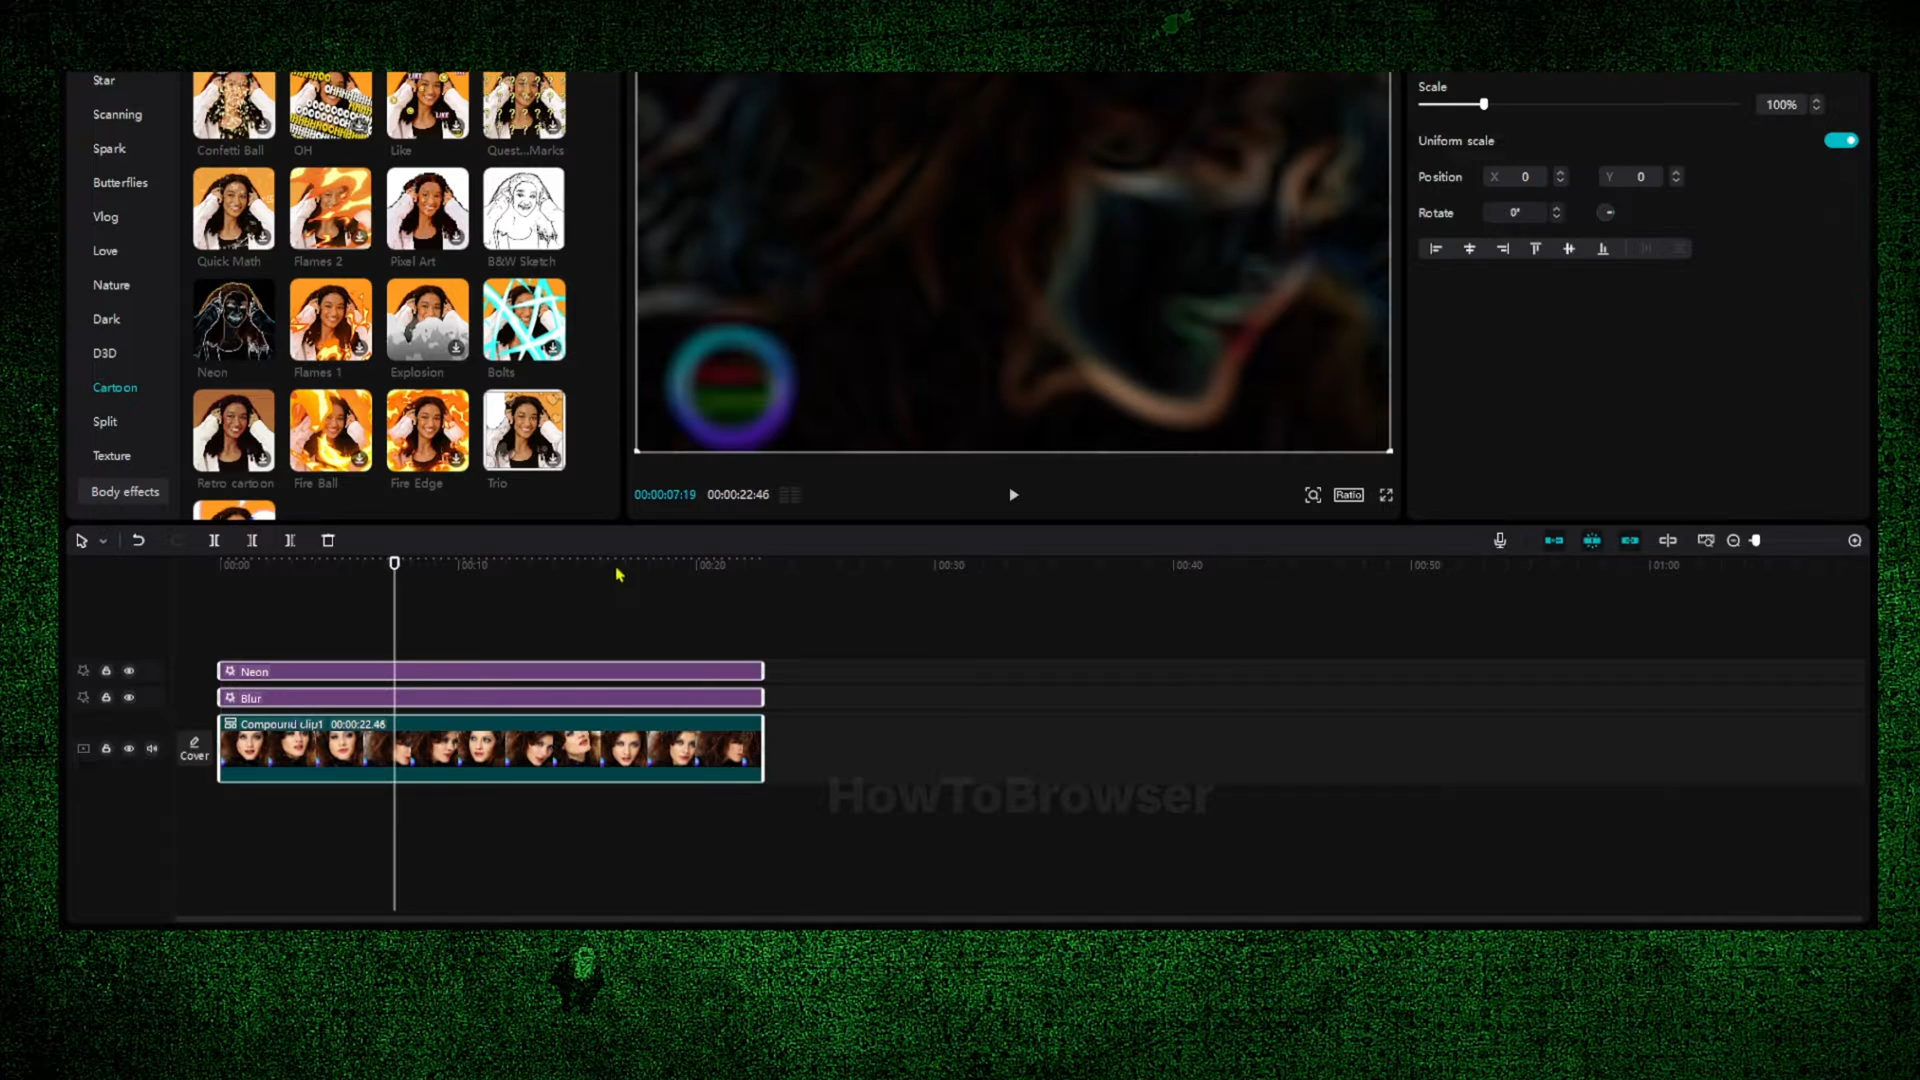 Star
Scanning
Spark
Butterflies
Vlog
Love
Nature
Dark
D3D
Cartoon
Split
Texture
Body effects
Confetti Ball
OH
Like
Quest...Marks
Quick Math
Flames 2
Pixel Art
B&W Sketch
Neon
Flames 1
Explosion
Bolts
Retro cartoon
Fire Ball
Fire Edge
Trio
00:00:07:19 00:00:22:46
Ratio
Scale
100%
Uniform scale
Position X 0 Y 0
Rotate 0°
00:00 00:10 00:20 00:30 00:40 00:50 01:00
Neon
Blur
Compound clip1 00:00:22:46
Cover
HowToBrowser